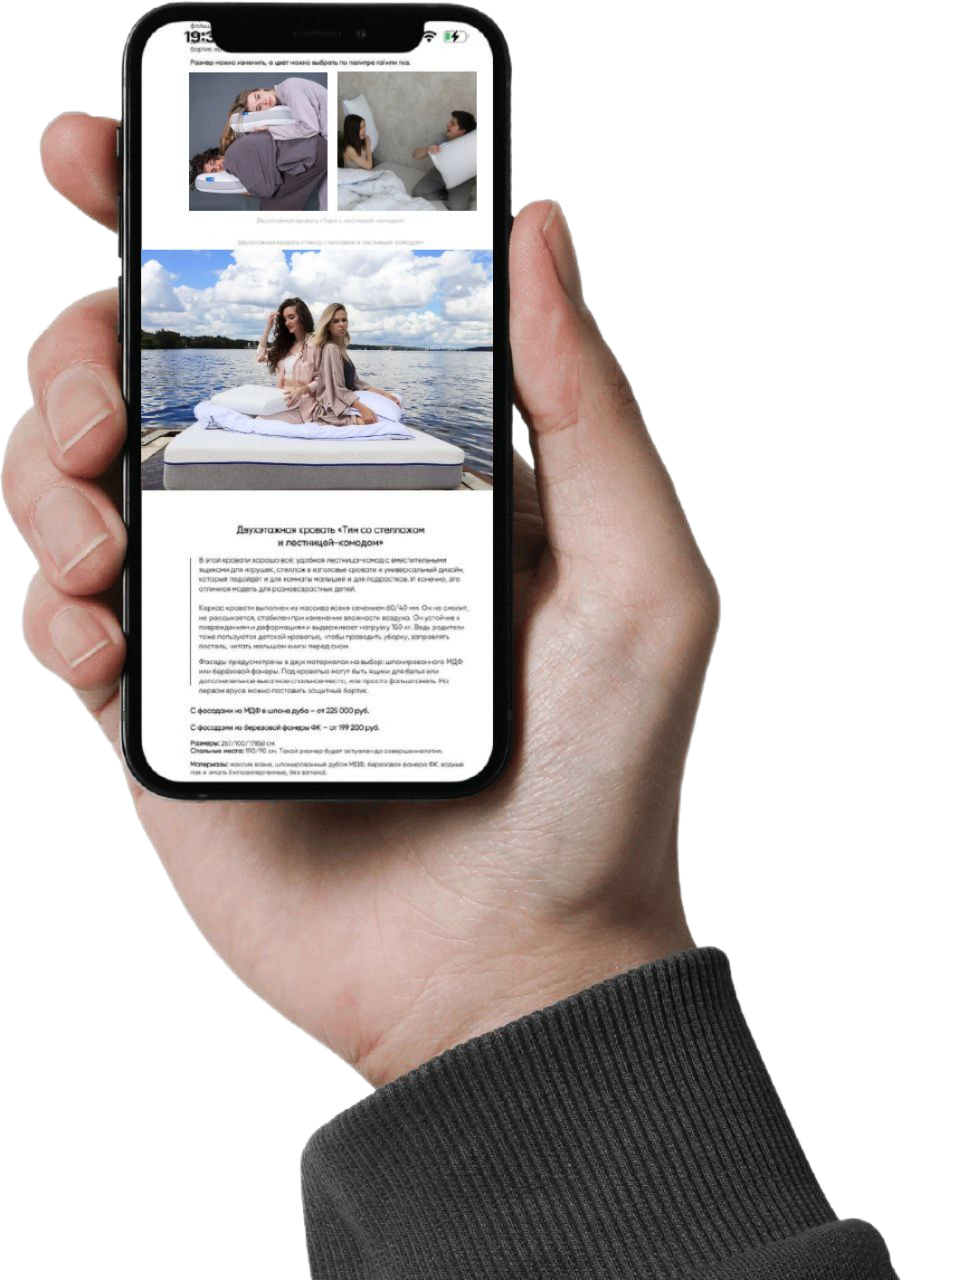 19:3
Размер можно изменить, а цвет можно выбрать по палитре ral или ncs.
Двухэтажная кровать «Тини с лестницей-комодом»
Двухэтажная кровать «Тин со стеллажом и лестницей-комодом»
Двухэтажная кровать «Тин со стеллажом
и лестницей-комодом»
В этой кровати хорошо всё: удобная лестница-комод с вместительными
ящиками для игрушек, стеллаж в изголовье кровати и универсальный дизайн,
который подойдёт и для комнаты малышей и для подростков. И конечно, это
отличная модель для разновозрастных детей.
Каркас кровати выполнен из массива ясеня сечением 60/40 мм. Он не смолит,
не рассыхается, стабилен при изменении влажности воздуха. Он устойчив к
повреждениям и деформациям и выдерживает нагрузку 150 кг. Ведь родители
тоже пользуются детской кроватью, чтобы проводить уборку, заправлять
постель, читать малышам книги перед сном.
Фасады предусмотрены в двух материалах на выбор: шпонированного МДФ
или берёзовой фанеры. Под кроватью могут быть ящики для белья или
дополнительное выкатное спальное место, или просто фальшпанель. На
первом ярусе можно поставить защитный бортик.
С фасадами из МДФ в шпоне дуба – от 225 000 руб.
С фасадами из березовой фанеры ФК – от 199 200 руб.
Размеры: см.
Спальные места: 190/90 см. Такой размер будет актуален до совершеннолетия.
Материалы: массив ясеня, шпонированный дубом МДФ, березовая фанера ФК, водные
лак и эмаль (гипоаллергенные, без запаха).